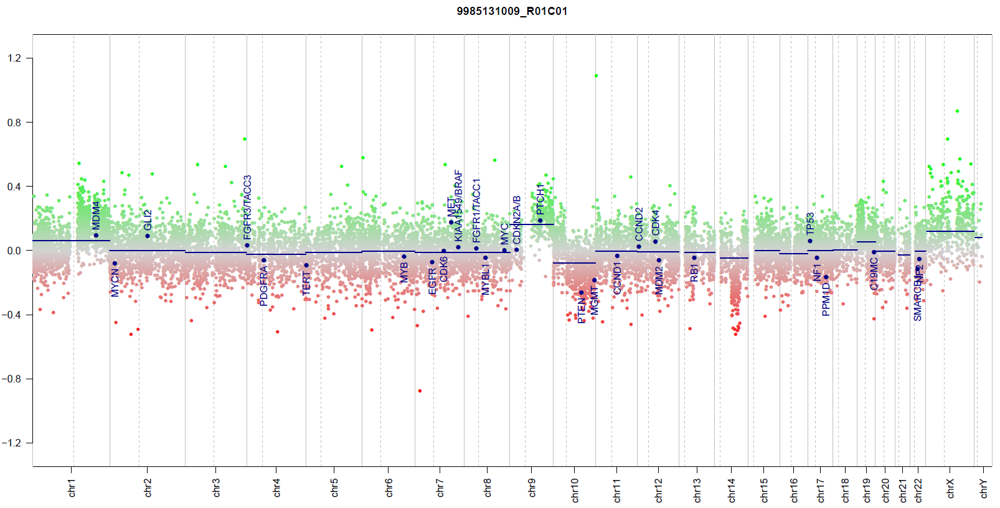 9985131009_R01C01
1.2
0.8
0.4
0.0
−0.4
−0.8
−1.2
MDM4
MYCN
GLI2
FGFR3/TACC3
PDGFRA
TERT
MYB
EGFR
CDK6
MET
KIAA1549/BRAF
FGFR1/TACC1
MYBL1
MYC
CDKN2A/B
PTCH1
PTEN
MGMT
CCND1
CCND2
CDK4
MDM2
RB1
TP53
NF1
PPM1D
C19MC
SMARCB1
NF2
chr1
chr2
chr3
chr4
chr5
chr6
chr7
chr8
chr9
chr10
chr11
chr12
chr13
chr14
chr15
chr16
chr17
chr18
chr19
chr20
chr21
chr22
chrX
chrY